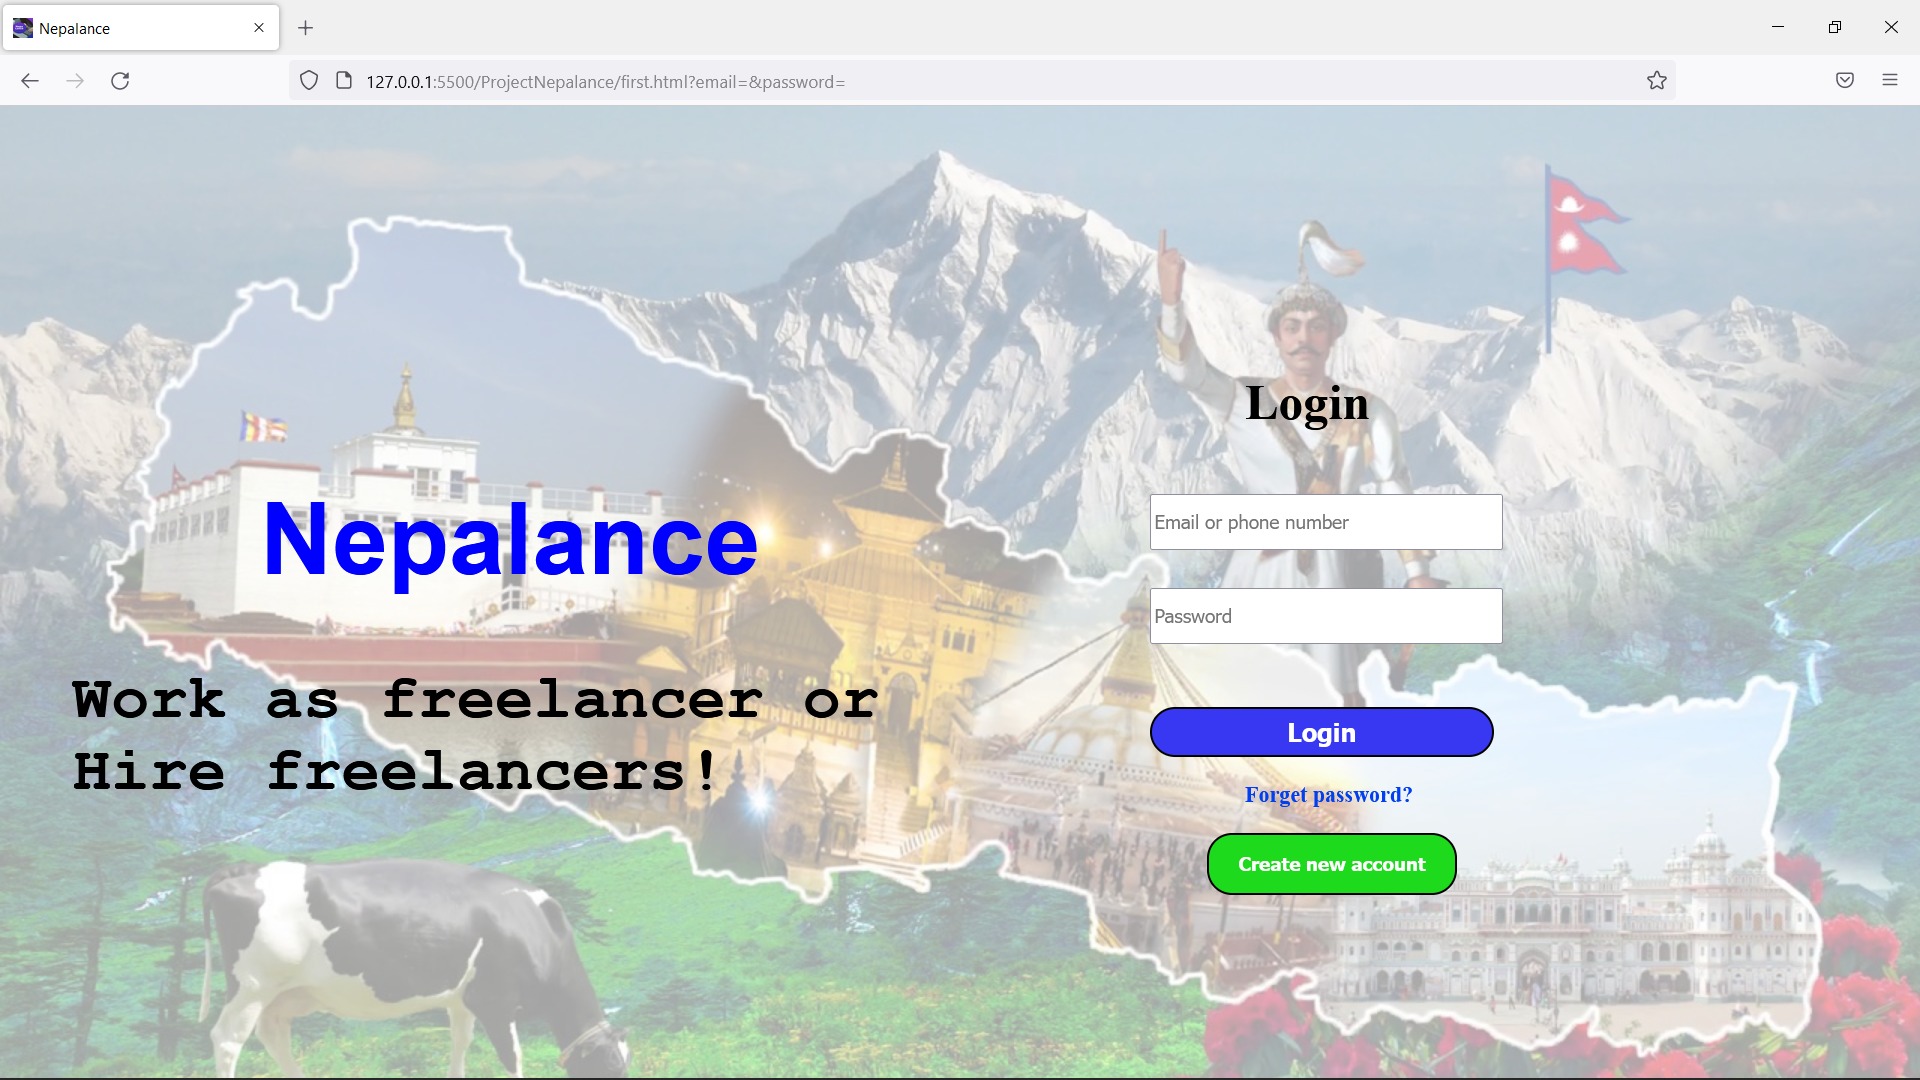 Nepalance
127.0.0.1:5500/ProjectNepalance/first.html?email=&password=
Nepalance
Work as freelancer or
Hire freelancers!
Login
Email or phone number
Password
Login
Forget password?
Create new account